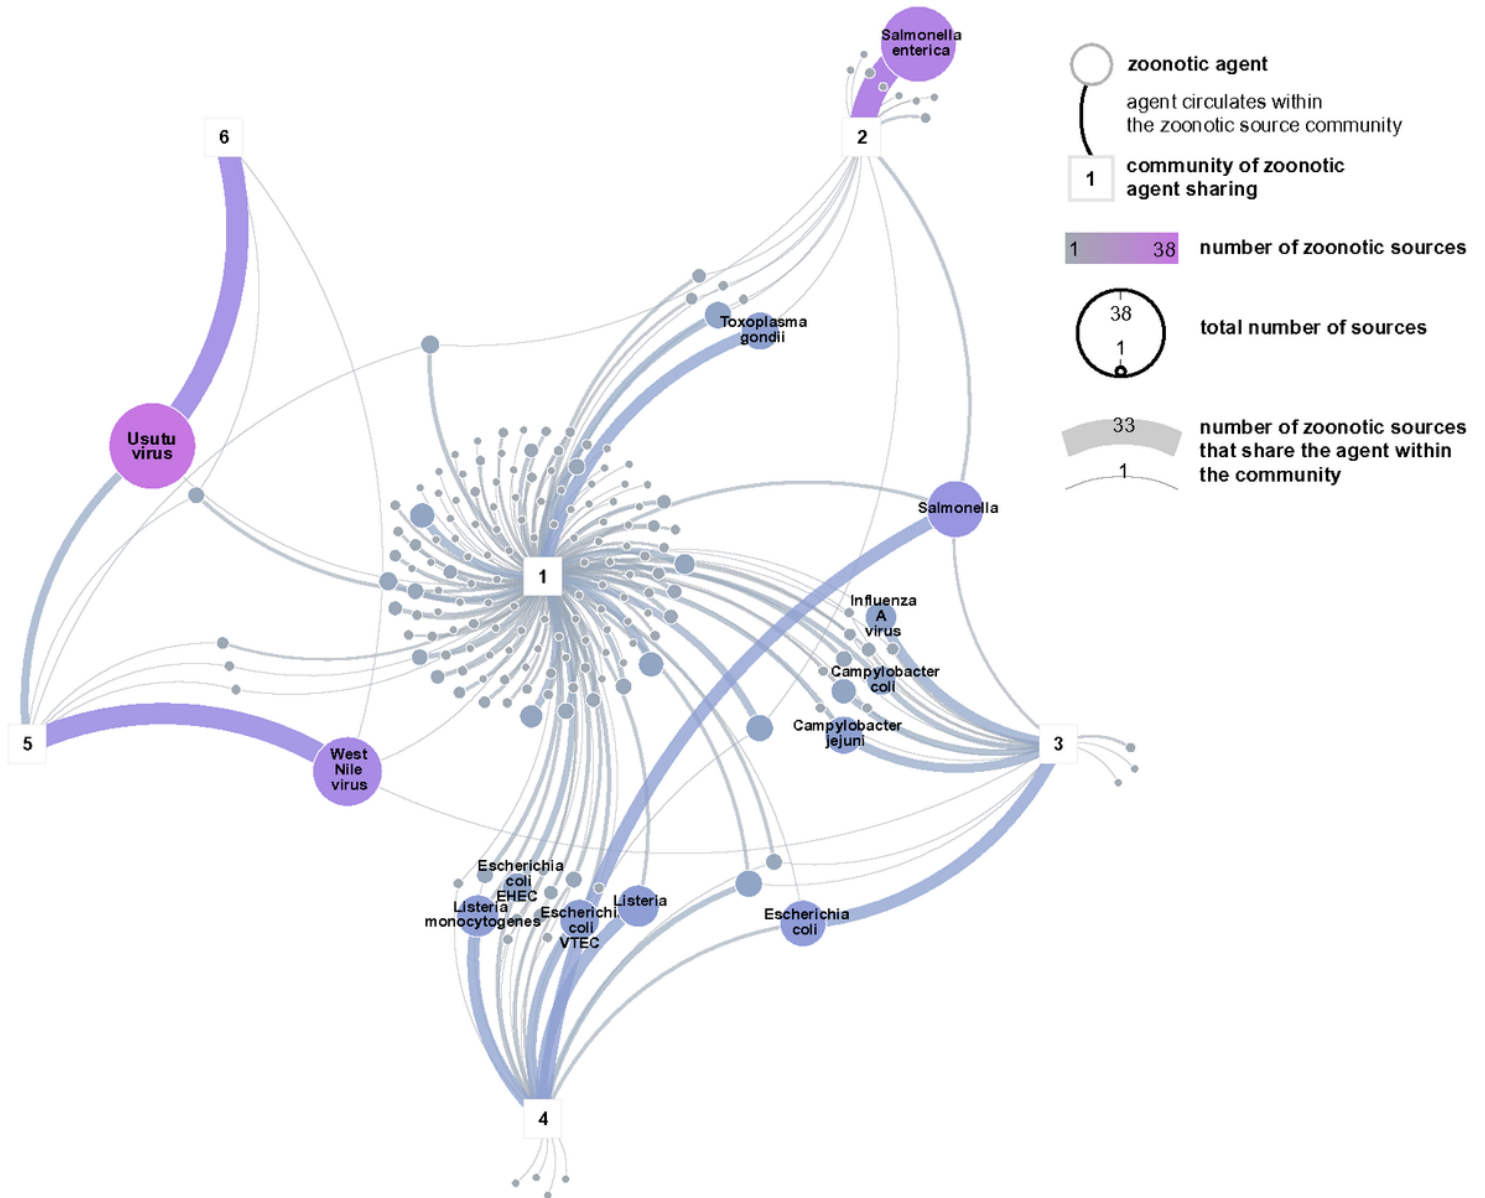 Salmonella
enterica
2
6
Toxoplasma
gondii
Usutu
virus
Salmonella
1
Influenza
A
virus
Campylobacter
coli
Campylobacter
jejuni
5
3
West
Nile
virus
Escherichia
coli
EHEC
Listeria
monocytogenes
Escherichi
coli
VTEC
Listeria
Escherichia
coli
4
zoonotic agent
agent circulates within
the zoonotic source community
1
community of zoonotic
agent sharing
1 38
number of zoonotic sources
38
1
total number of sources
33
1
number of zoonotic sources
that share the agent within
the community